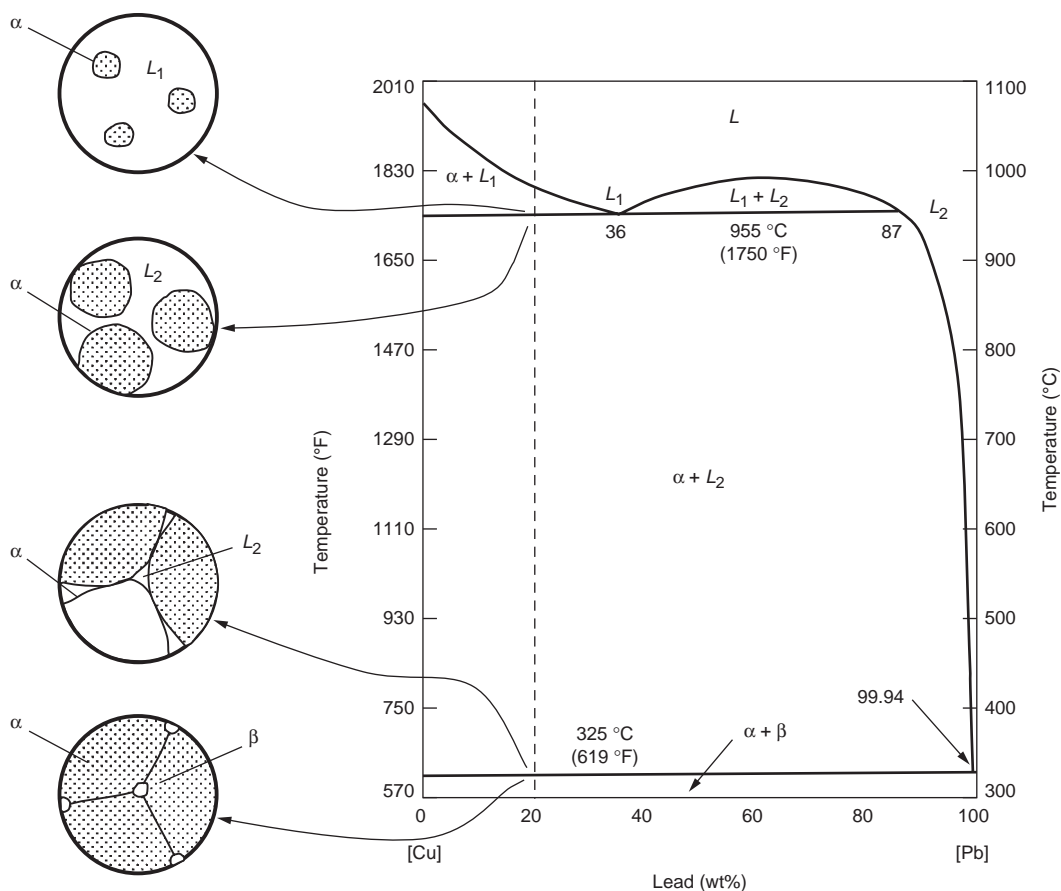 α
L1
α
L2
α
L2
α
β
Temperature (°F)
2010
1830
1650
1470
1290
1110
930
750
570
L
α + L1
L1
L1 + L2
L2
36
955 °C
(1750 °F)
87
α + L2
99.94
325 °C
(619 °F)
α + β
1100
1000
900
800
700
600
500
400
300
Temperature (°C)
0 20 40 60 80 100
[Cu] [Pb]
Lead (wt%)